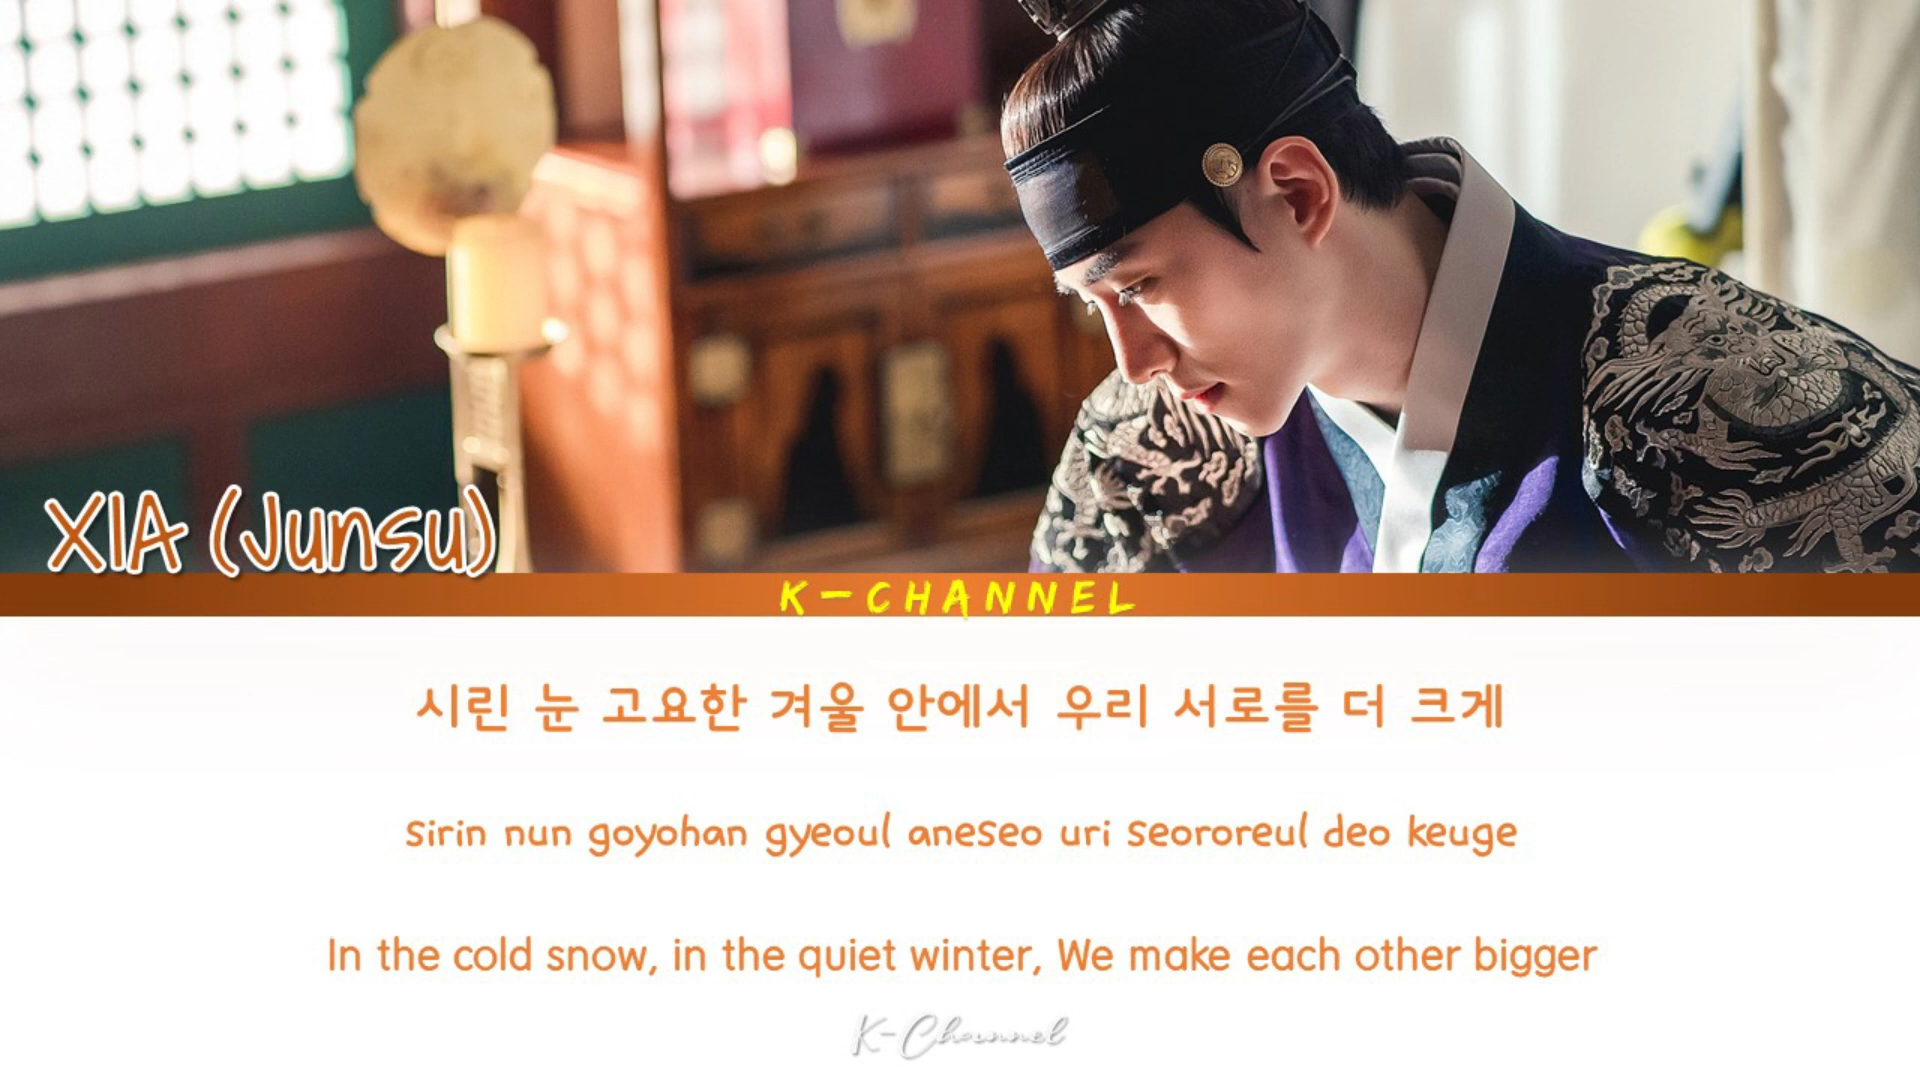 XIA (Junsu)
K-CHANNEL
시린 눈 고요한 겨울 안에서 우리 서로를 더 크게
sirin nun goyohan gyeoul aneseo uri seororeul deo keuge
In the cold snow, in the quiet winter, We make each other bigger
K-Channel